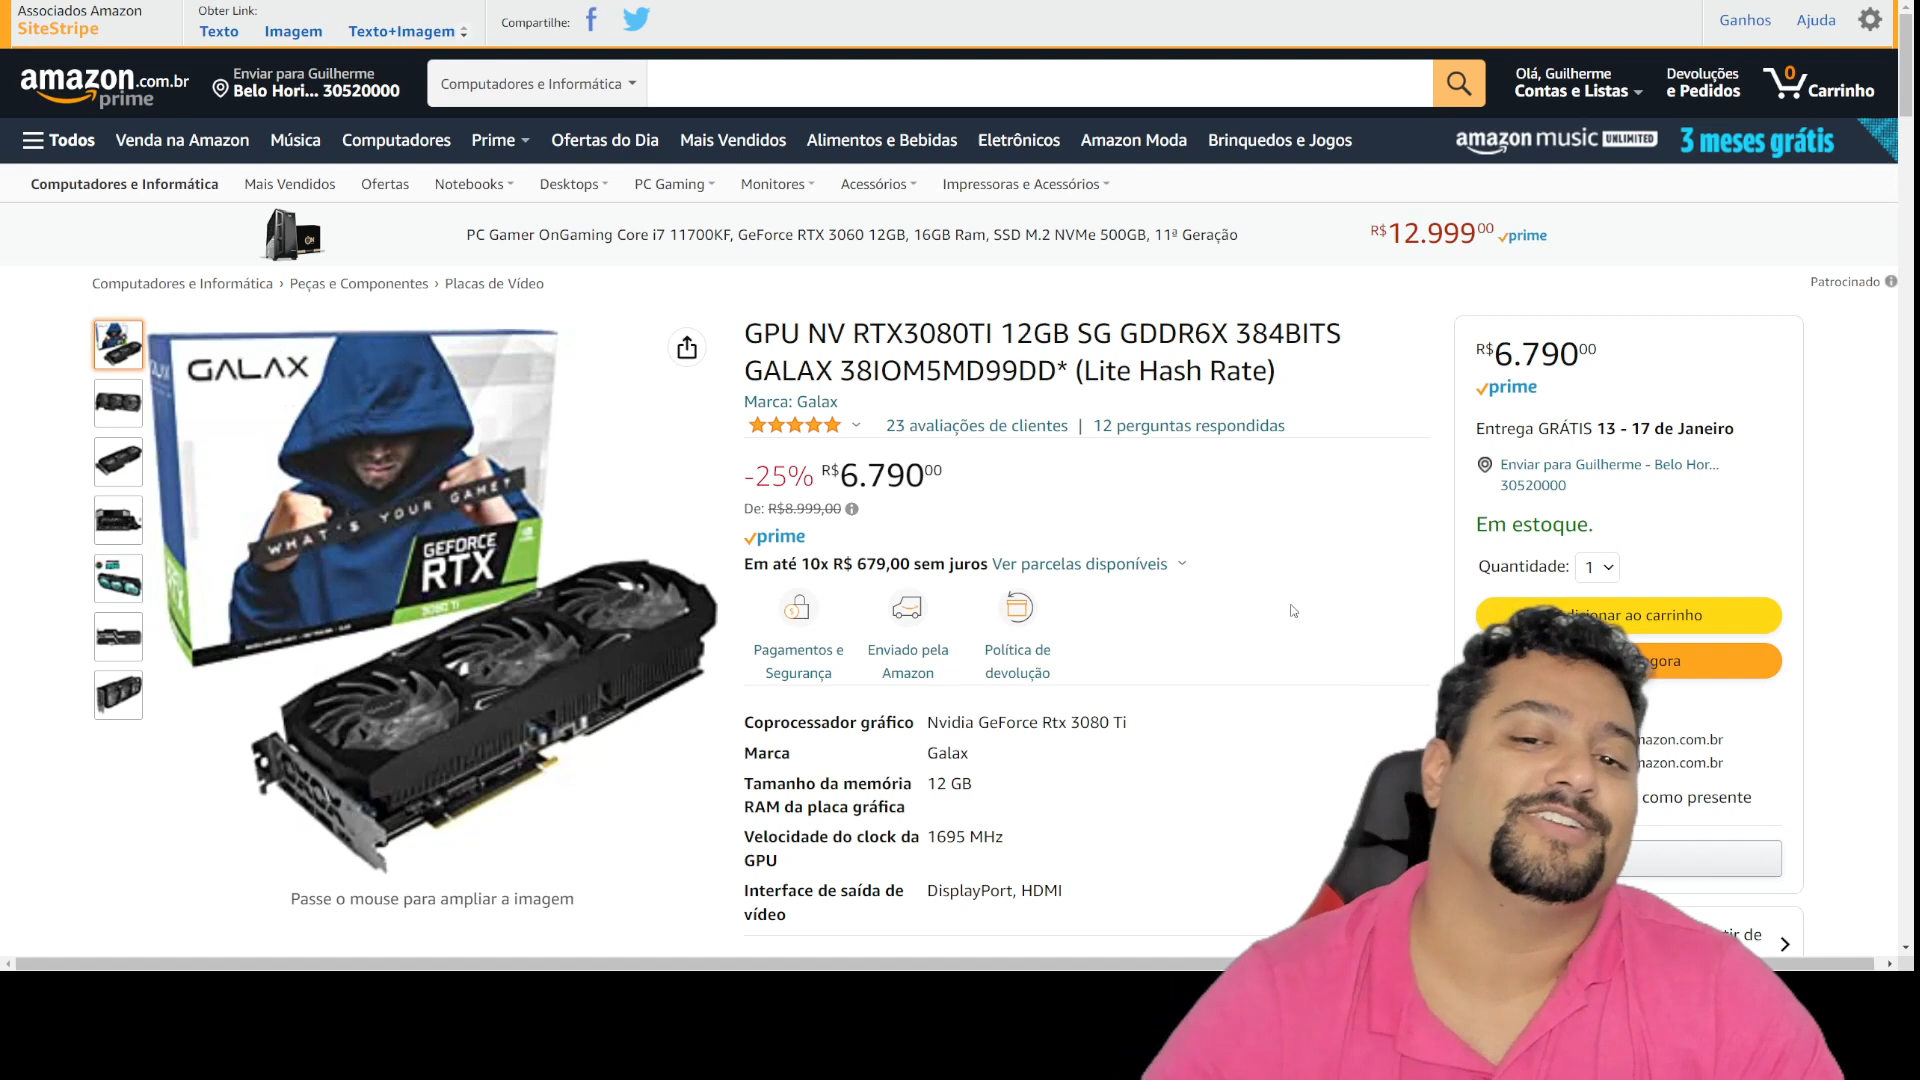 Associados Amazon
SiteStripe
Obter Link:
Texto Imagem Texto+Imagem
Compartilhe:
Ganhos Ajuda
amazon.com.br
prime
Enviar para Guilherme
Belo Hori... 30520000
Computadores e Informática
Olá, Guilherme
Contas e Listas
Devoluções
e Pedidos
0
Carrinho
Todos Venda na Amazon Música Computadores Prime Ofertas do Dia Mais Vendidos Alimentos e Bebidas Eletrônicos Amazon Moda Brinquedos e Jogos
amazon music UNLIMITED 3 meses grátis
Computadores e Informática Mais Vendidos Ofertas Notebooks Desktops PC Gaming Monitores Acessórios Impressoras e Acessórios
PC Gamer OnGaming Core i7 11700KF, GeForce RTX 3060 12GB, 16GB Ram, SSD M.2 NVMe 500GB, 11ª Geração
R$12.99900 prime
Computadores e Informática › Peças e Componentes › Placas de Vídeo
Patrocinado
GALAX
WHAT'S YOUR GAME?
GEFORCE
RTX
3080 Ti
Passe o mouse para ampliar a imagem
GPU NV RTX3080TI 12GB SG GDDR6X 384BITS
GALAX 38IOM5MD99DD* (Lite Hash Rate)
Marca: Galax
23 avaliações de clientes | 12 perguntas respondidas
-25% R$6.79000
De: R$8.999,00
prime
Em até 10x R$ 679,00 sem juros Ver parcelas disponíveis
Pagamentos e
Segurança
Enviado pela
Amazon
Política de
devolução
Coprocessador gráfico Nvidia GeForce Rtx 3080 Ti
Marca Galax
Tamanho da memória 12 GB
RAM da placa gráfica
Velocidade do clock da 1695 MHz
GPU
Interface de saída de DisplayPort, HDMI
vídeo
R$6.79000
prime
Entrega GRÁTIS 13 - 17 de Janeiro
Enviar para Guilherme - Belo Hor...
30520000
Em estoque.
Quantidade: 1
ao carrinho
como presente
de